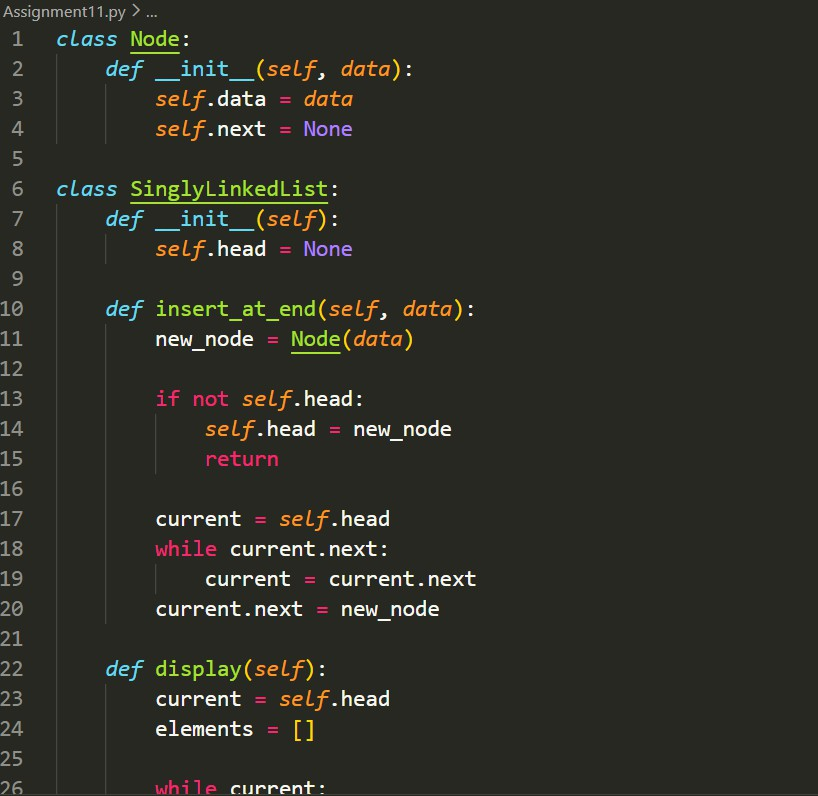 Assignment11.py > ...
1 class Node:
2     def __init__(self, data):
3         self.data = data
4         self.next = None
5
6 class SinglyLinkedList:
7     def __init__(self):
8         self.head = None
9
10     def insert_at_end(self, data):
11         new_node = Node(data)
12
13         if not self.head:
14             self.head = new_node
15             return
16
17         current = self.head
18         while current.next:
19             current = current.next
20         current.next = new_node
21
22     def display(self):
23         current = self.head
24         elements = []
25
26         while current: